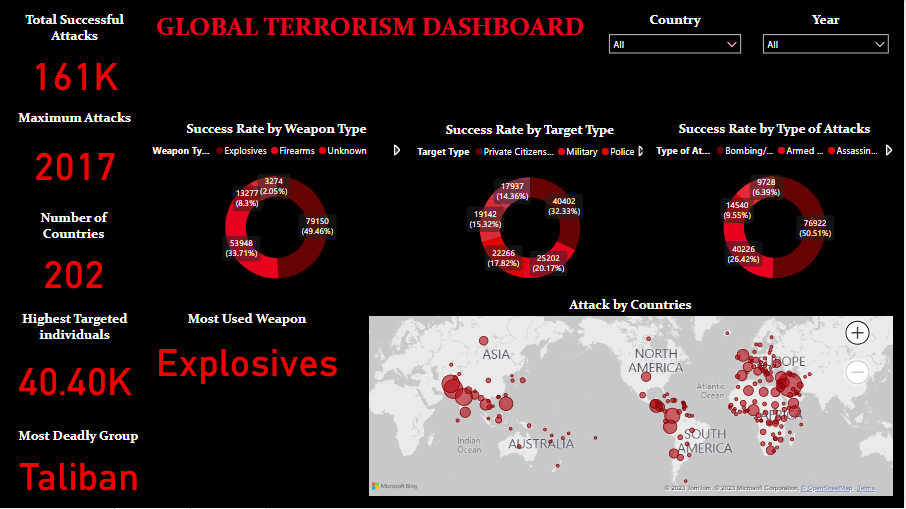 Total Successful
Attacks
161K
GLOBAL TERRORISM DASHBOARD
Country
All
Year
All
Maximum Attacks
2017
Number of
Countries
202
Highest Targeted
individuals
40.40K
Most Deadly Group
Taliban
Success Rate by Weapon Type
Weapon Ty... Explosives Firearms Unknown
3274
(2.05%)
13277
(8.3%)
79150
(49.46%)
53948
(33.71%)
Success Rate by Target Type
Target Type Private Citizens... Military Police
17937
(14.36%)
40402
(32.33%)
19142
(15.32%)
22266
(17.82%)
25202
(20.17%)
Success Rate by Type of Attacks
Type of At... Bombing/... Armed ... Assassin...
9728
(6.39%)
14540
(9.55%)
76922
(50.51%)
40226
(26.42%)
Most Used Weapon
Explosives
Attack by Countries
ASIA
NORTH
AMERICA
Atlantic
Ocean
Indian
Ocean
AUSTRALIA
SOUTH
AMERICA
Microsoft Bing
© 2023 TomTom, © 2023 Microsoft Corporation, © OpenStreetMap Terms